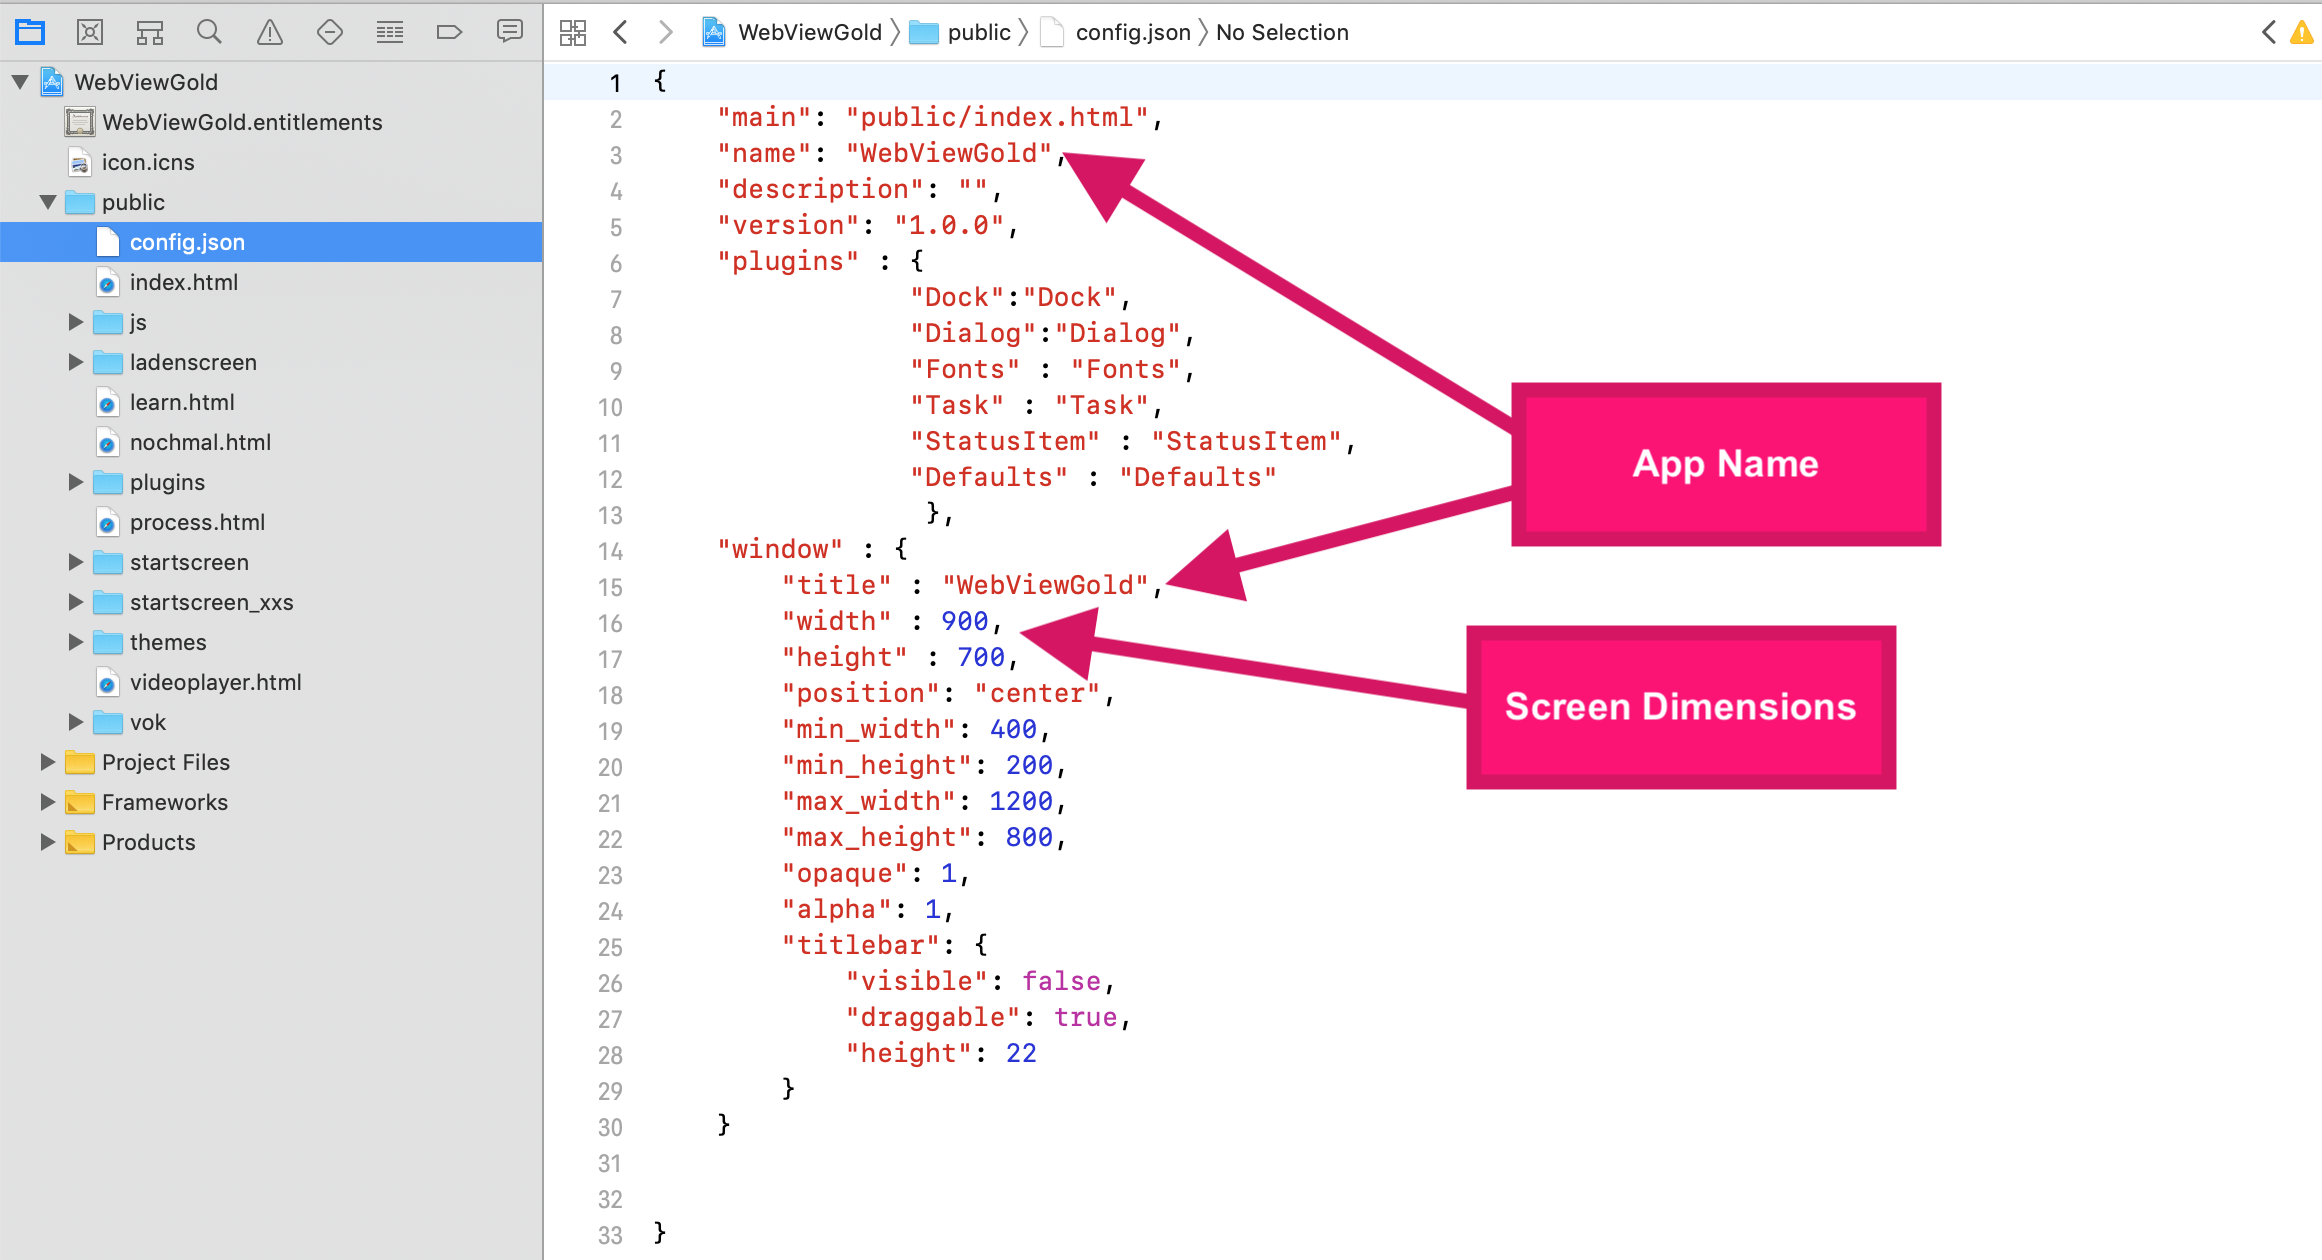 WebViewGold
WebViewGold.entitlements
icon.icns
public
config.json
index.html
js
ladenscreen
learn.html
nochmal.html
plugins
process.html
startscreen
startscreen_xxs
themes
videoplayer.html
vok
Project Files
Frameworks
Products
WebViewGold public config.json No Selection
1 {
2 "main": "public/index.html",
3 "name": "WebViewGold",
4 "description": "",
5 "version": "1.0.0",
6 "plugins" : {
7 "Dock":"Dock",
8 "Dialog":"Dialog",
9 "Fonts" : "Fonts",
10 "Task" : "Task",
11 "StatusItem" : "StatusItem",
12 "Defaults" : "Defaults"
13 },
14 "window" : {
15 "title" : "WebViewGold",
16 "width" : 900,
17 "height" : 700,
18 "position": "center",
19 "min_width": 400,
20 "min_height": 200,
21 "max_width": 1200,
22 "max_height": 800,
23 "opaque": 1,
24 "alpha": 1,
25 "titlebar": {
26 "visible": false,
27 "draggable": true,
28 "height": 22
29 }
30 }
31
32
33 }
App Name
Screen Dimensions